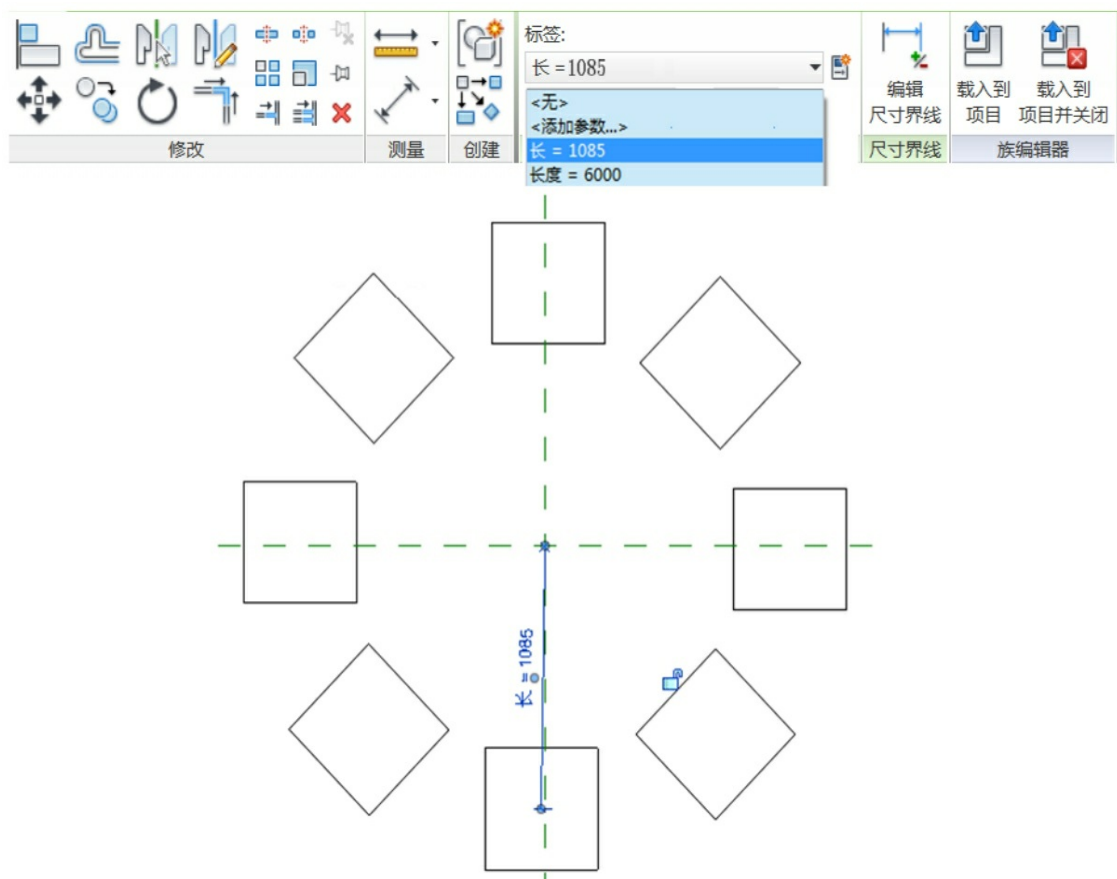 标签:
长 =1085
<无>
<添加参数...>
长 = 1085
长度 = 6000
编辑
尺寸界线
载入到
项目
载入到
项目并关闭
修改
测量
创建
尺寸界线
族编辑器
长 = 1085